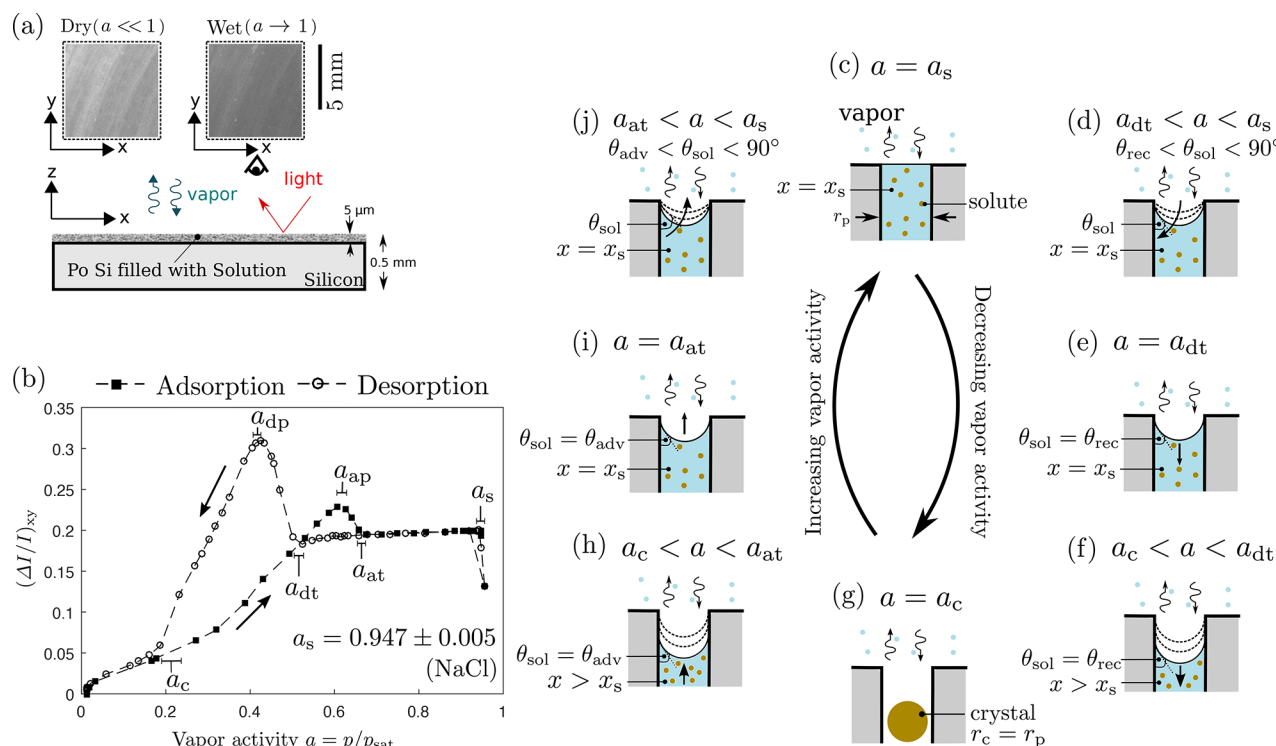 (a)
Dry(a ≪ 1)
Wet(a → 1)
5 mm
y
x
y
x
z
x
vapor
light
5 µm
0.5 mm
Po Si filled with Solution
Silicon
(b)
Adsorption
Desorption
0.35
0.3
0.25
0.2
0.15
0.1
0.05
0
(ΔI/I)xy
adp
aap
as
adt
aat
ac
as = 0.947 ± 0.005
(NaCl)
0
0.2
0.4
0.6
0.8
1
Vapor activity a = p/psat
(c) a = as
vapor
x = xs
solute
rp
(d) adt < a < as
θrec < θsol < 90°
θsol
x = xs
(e) a = adt
θsol = θrec
x = xs
(f) ac < a < adt
θsol = θrec
x > xs
(g) a = ac
crystal
rc = rp
(h) ac < a < aat
θsol = θadv
x > xs
(i) a = aat
θsol = θadv
x = xs
(j) aat < a < as
θadv < θsol < 90°
θsol
x = xs
Increasing vapor activity
Decreasing vapor activity